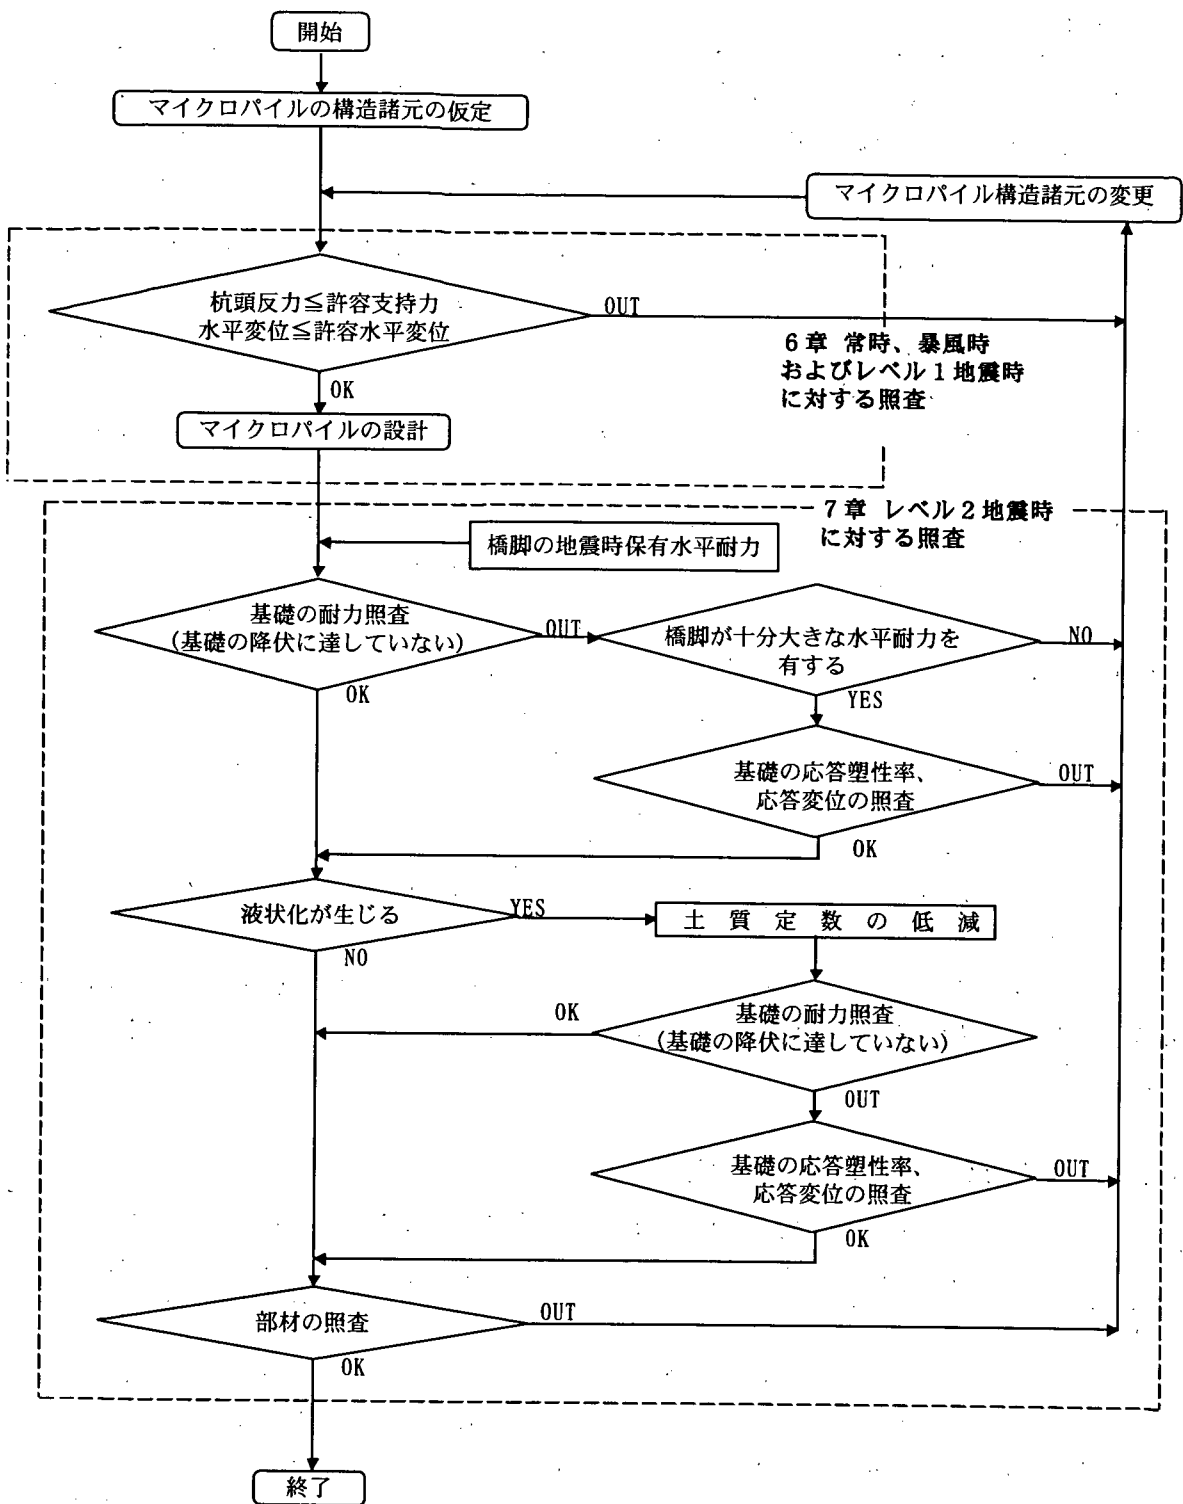 開始
マイクロパイルの構造諸元の仮定
マイクロパイル構造諸元の変更
杭頭反力≦許容支持力
水平変位≦許容水平変位
OUT
6章 常時、暴風時
およびレベル1地震時
に対する照査
OK
マイクロパイルの設計
7章 レベル2地震時
に対する照査
橋脚の地震時保有水平耐力
基礎の耐力照査
(基礎の降伏に達していない)
OUT
橋脚が十分大きな水平耐力を
有する
NO
OK
YES
基礎の応答塑性率、
応答変位の照査
OUT
OK
液状化が生じる
YES
土質定数の低減
NO
OK
基礎の耐力照査
(基礎の降伏に達していない)
OUT
基礎の応答塑性率、
応答変位の照査
OUT
OK
部材の照査
OUT
OK
終了